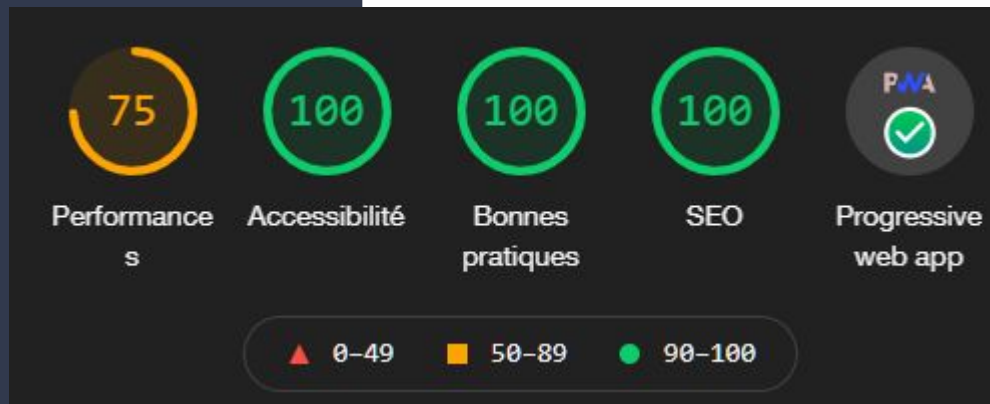 75 100 100 100 PWA
Performance Accessibilité Bonnes SEO Progressive
s pratiques web app
0–49 50–89 90–100